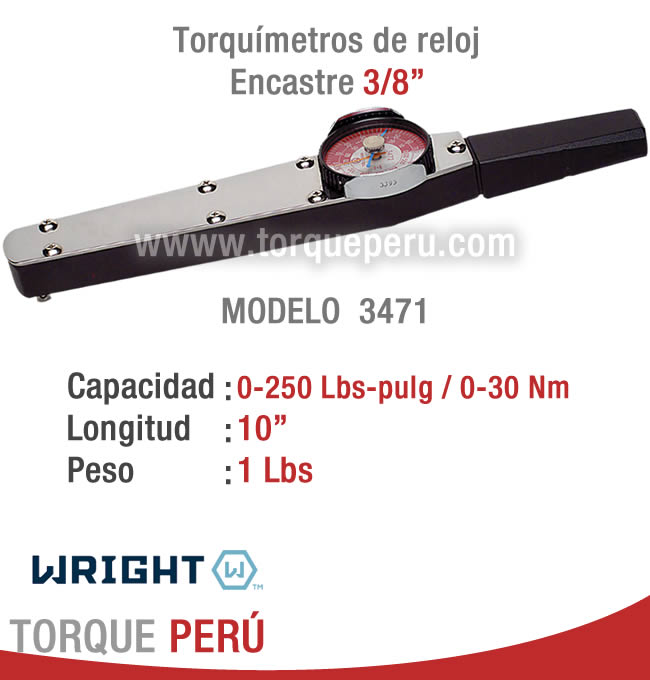 Torquímetros de reloj
Encastre 3/8”
www.torqueperu.com
MODELO 3471
Capacidad : 0-250 Lbs-pulg / 0-30 Nm
Longitud : 10”
Peso : 1 Lbs
WRIGHT W™
TORQUE PERÚ